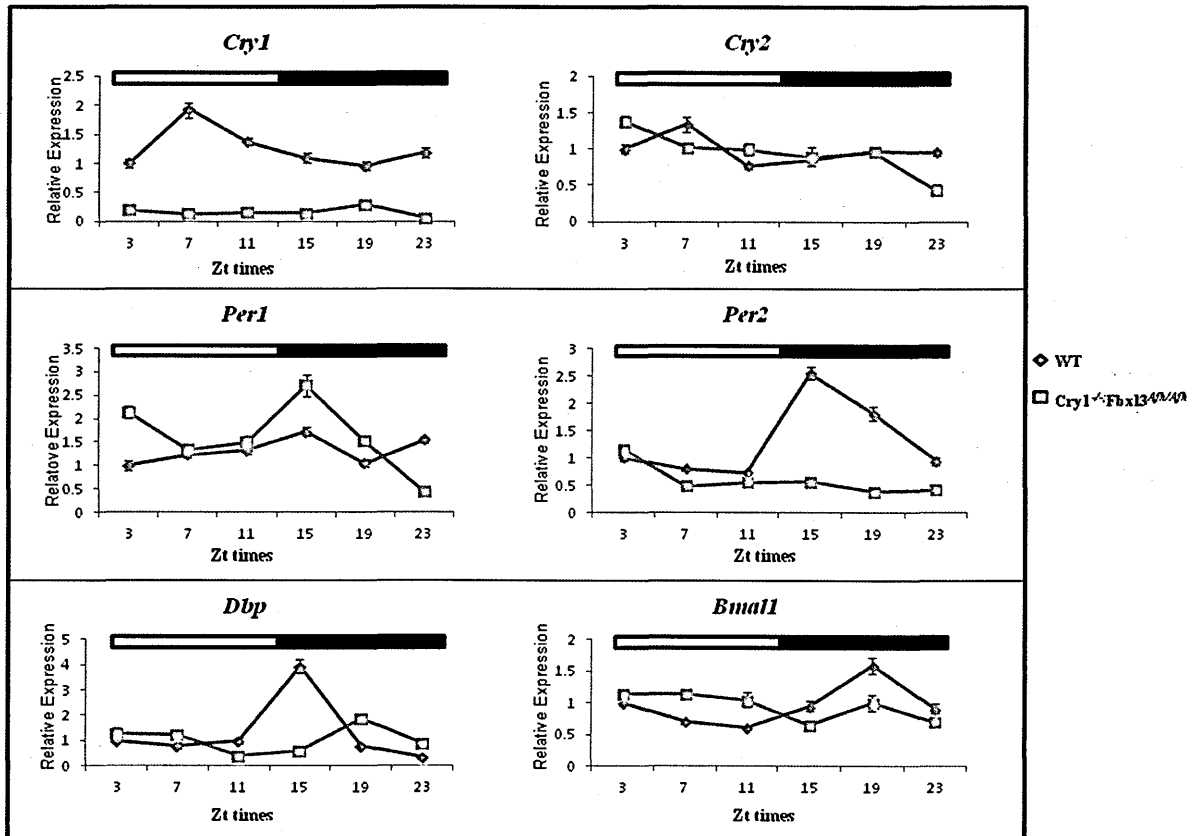 Cry1
Relative Expression
2.5
2
1.5
1
0.5
0
3 7 11 15 19 23
Zt times
Cry2
Relative Expression
2
1.5
1
0.5
0
3 7 11 15 19 23
Zt times
Per1
Relatove Expression
3.5
3
2.5
2
1.5
1
0.5
0
3 7 11 15 19 23
Zt times
Per2
Relative Expression
3
2.5
2
1.5
1
0.5
0
3 7 11 15 19 23
Zt times
WT
Cry1-/-;Fbxl3Afh/Afh
Dbp
Relative Expression
5
4
3
2
1
0
3 7 11 15 19 23
Zt times
Bmal1
Relative Expression
2
1.5
1
0.5
0
3 7 11 15 19 23
Zt times